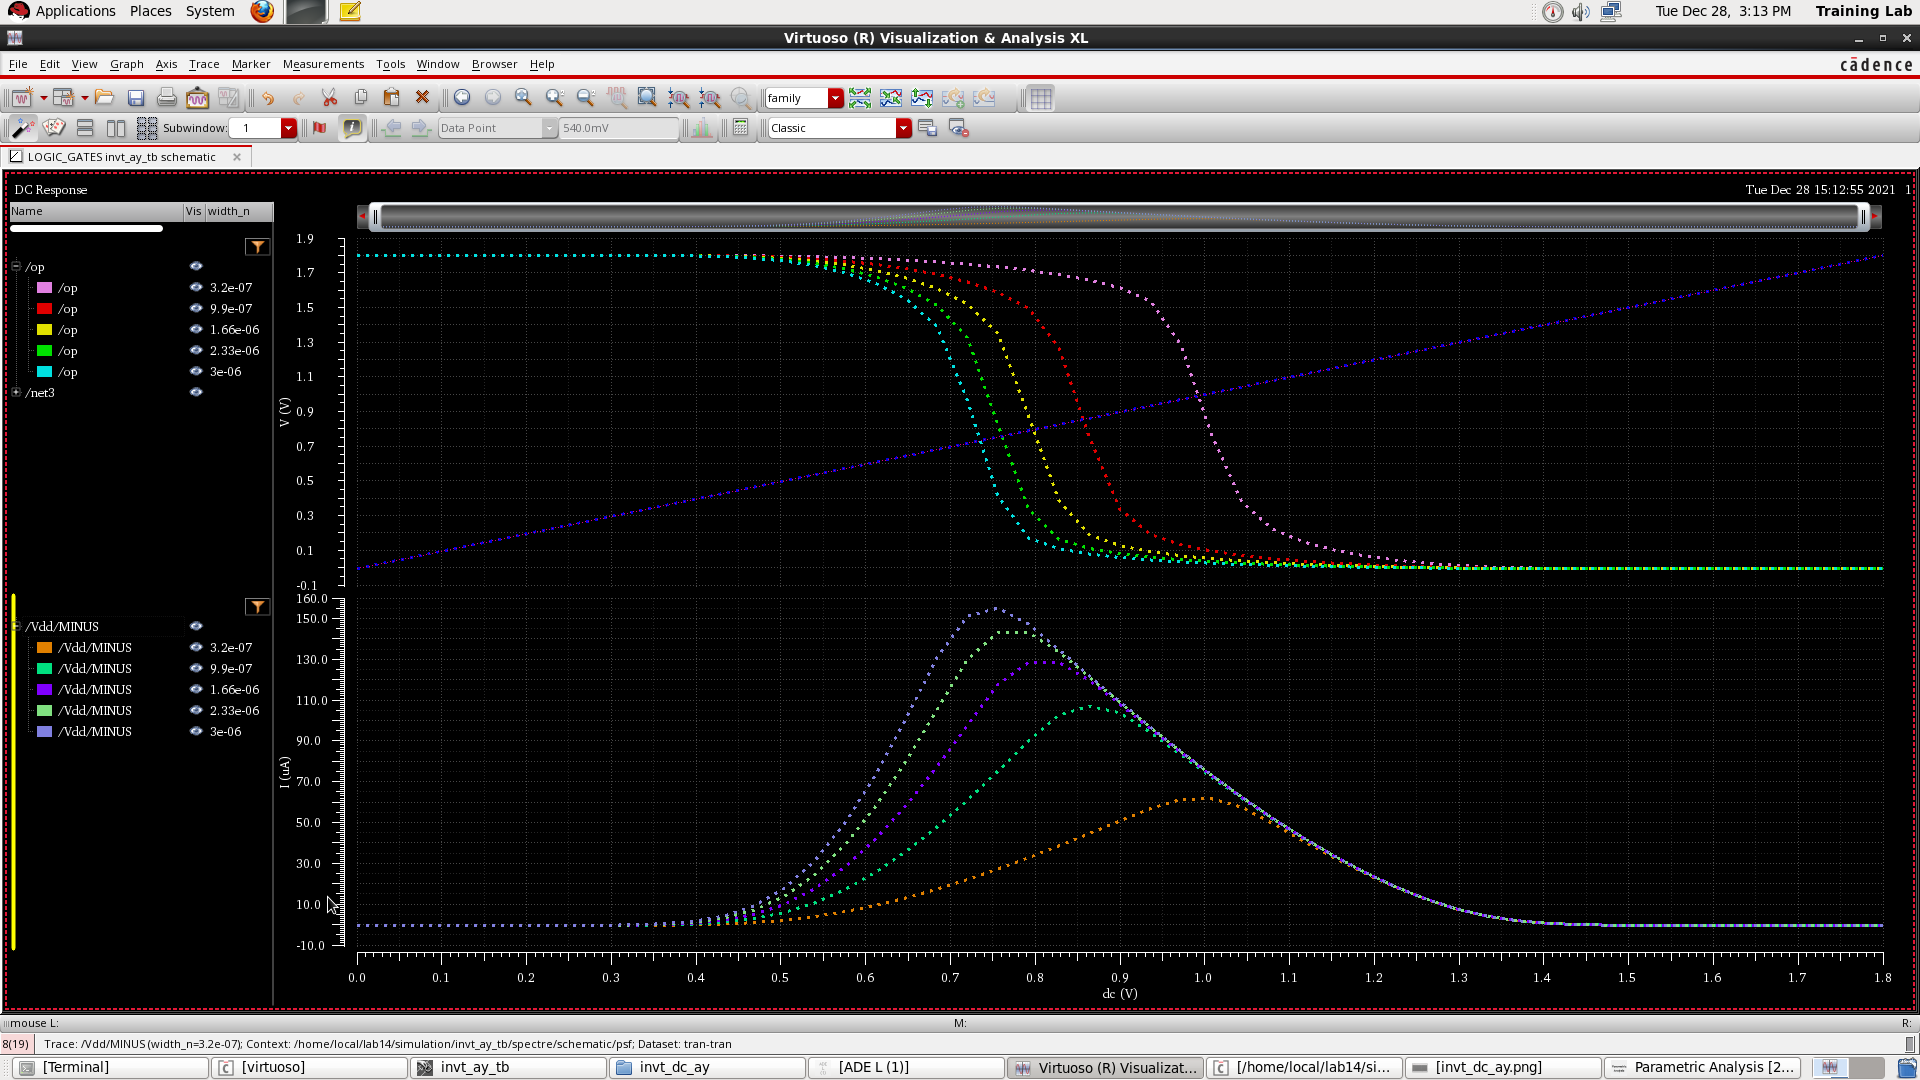 Applications Places System Tue Dec 28, 3:13 PM Training Lab
Virtuoso (R) Visualization & Analysis XL
File Edit View Graph Axis Trace Marker Measurements Tools Window Browser Help cādence
family
Subwindow: 1 Data Point 540.0mV Classic
LOGIC_GATES invt_ay_tb schematic
DC Response Tue Dec 28 15:12:55 2021 1
Name Vis width_n
/op
/op 3.2e-07
/op 9.9e-07
/op 1.66e-06
/op 2.33e-06
/op 3e-06
/net3
1.9
1.7
1.5
1.3
1.1
0.9
0.7
0.5
0.3
0.1
-0.1
V (V)
/Vdd/MINUS
/Vdd/MINUS 3.2e-07
/Vdd/MINUS 9.9e-07
/Vdd/MINUS 1.66e-06
/Vdd/MINUS 2.33e-06
/Vdd/MINUS 3e-06
160.0
150.0
130.0
110.0
90.0
70.0
50.0
30.0
10.0
-10.0
I (uA)
0.0 0.1 0.2 0.3 0.4 0.5 0.6 0.7 0.8 0.9 1.0 1.1 1.2 1.3 1.4 1.5 1.6 1.7 1.8
dc (V)
mouse L: M: R:
8(19) Trace: /Vdd/MINUS (width_n=3.2e-07); Context: /home/local/lab14/simulation/invt_ay_tb/spectre/schematic/psf; Dataset: tran-tran
[Terminal] [virtuoso] invt_ay_tb invt_dc_ay [ADE L (1)] Virtuoso (R) Visualizat... [/home/local/lab14/si... [invt_dc_ay.png] Parametric Analysis [2...